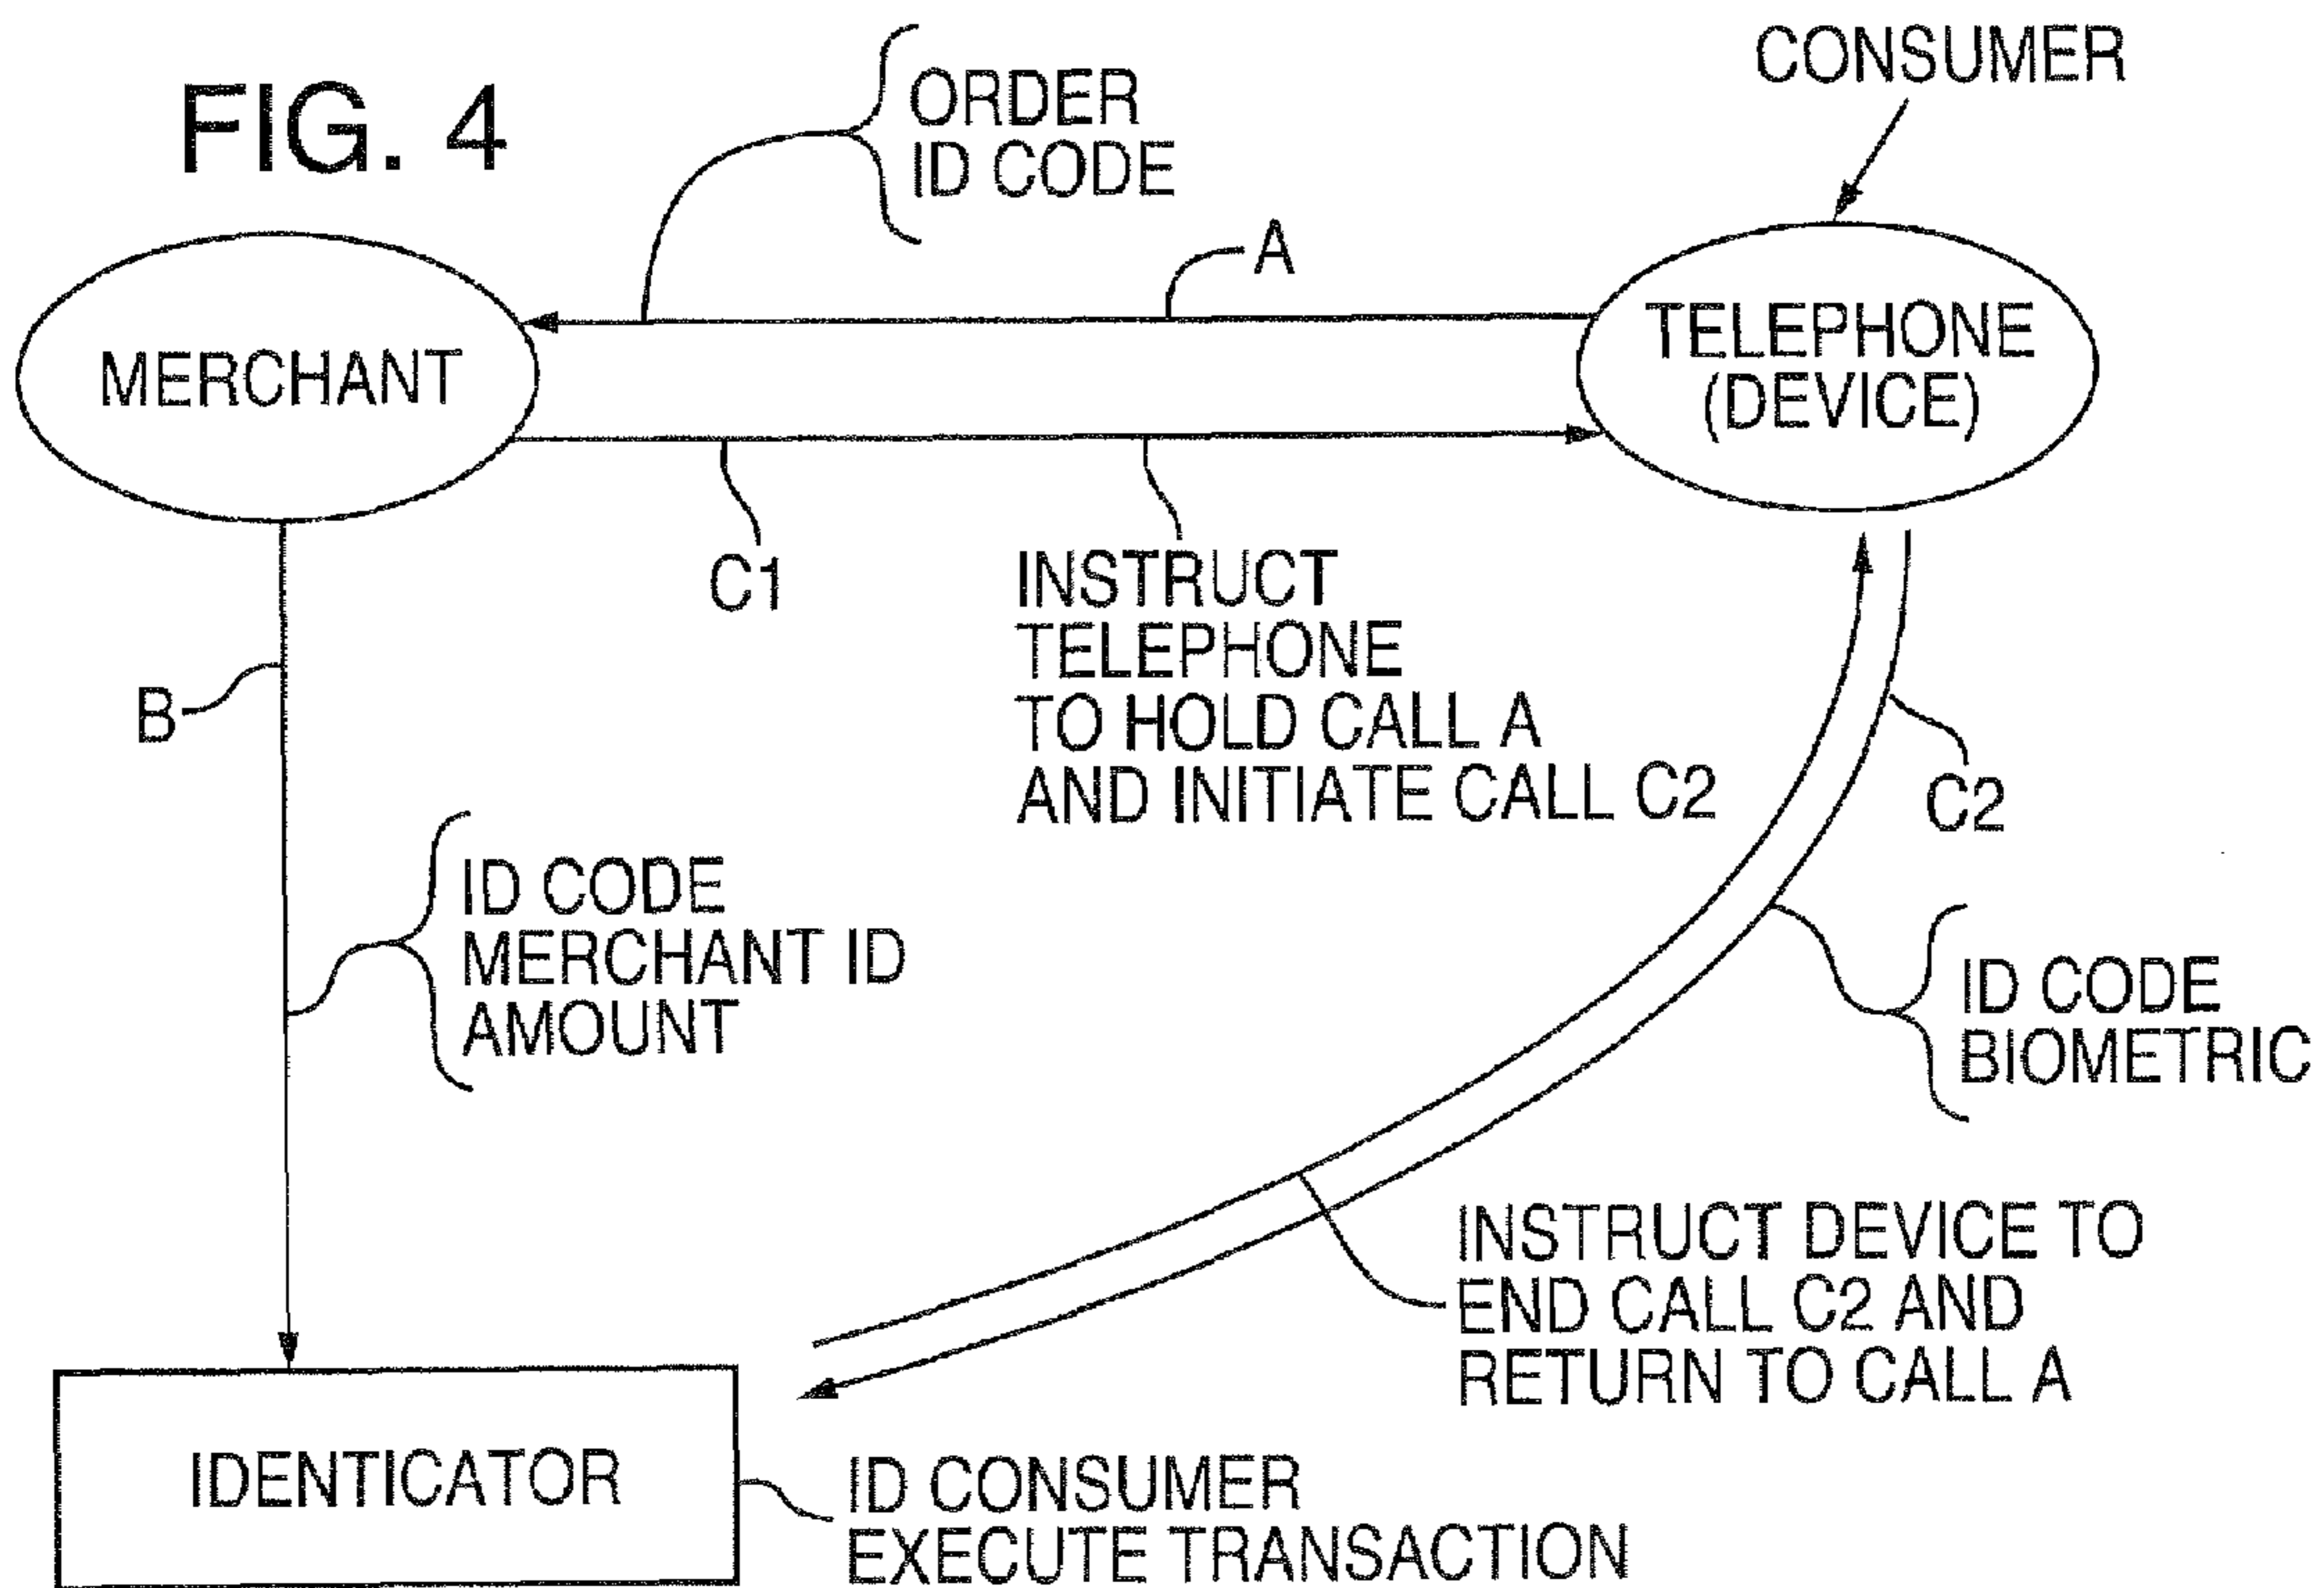 FIG. 4
ORDER
ID CODE
CONSUMER
A
MERCHANT
TELEPHONE
(DEVICE)
C1
INSTRUCT
TELEPHONE
TO HOLD CALL A
AND INITIATE CALL C2
B
C2
ID CODE
MERCHANT ID
AMOUNT
ID CODE
BIOMETRIC
INSTRUCT DEVICE TO
END CALL C2 AND
RETURN TO CALL A
IDENTICATOR
ID CONSUMER
EXECUTE TRANSACTION